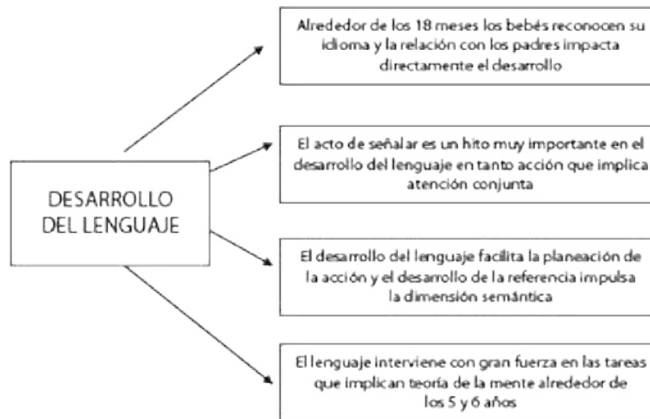 Alrededor de los 18 meses los bebés reconocen su
idioma y la relación con los padres impacta
directamente el desarrollo
El acto de señalar es un hito muy importante en el
desarrollo del lenguaje en tanto acción que implica
atención conjunta
DESARROLLO
DEL LENGUAJE
El desarrollo del lenguaje facilita la planeación de
la acción y el desarrollo de la referencia impulsa
la dimensión semántica
El lenguaje interviene con gran fuerza en las tareas
que implican teoría de la mente alrededor de
los 5 y 6 años